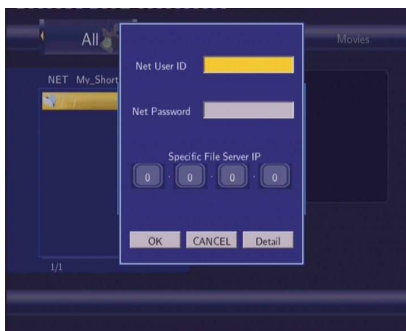 All
Movies
NET My_Short
Net User ID
Net Password
Specific File Server IP
0 . 0 . 0 . 0
OK CANCEL Detail
1/1